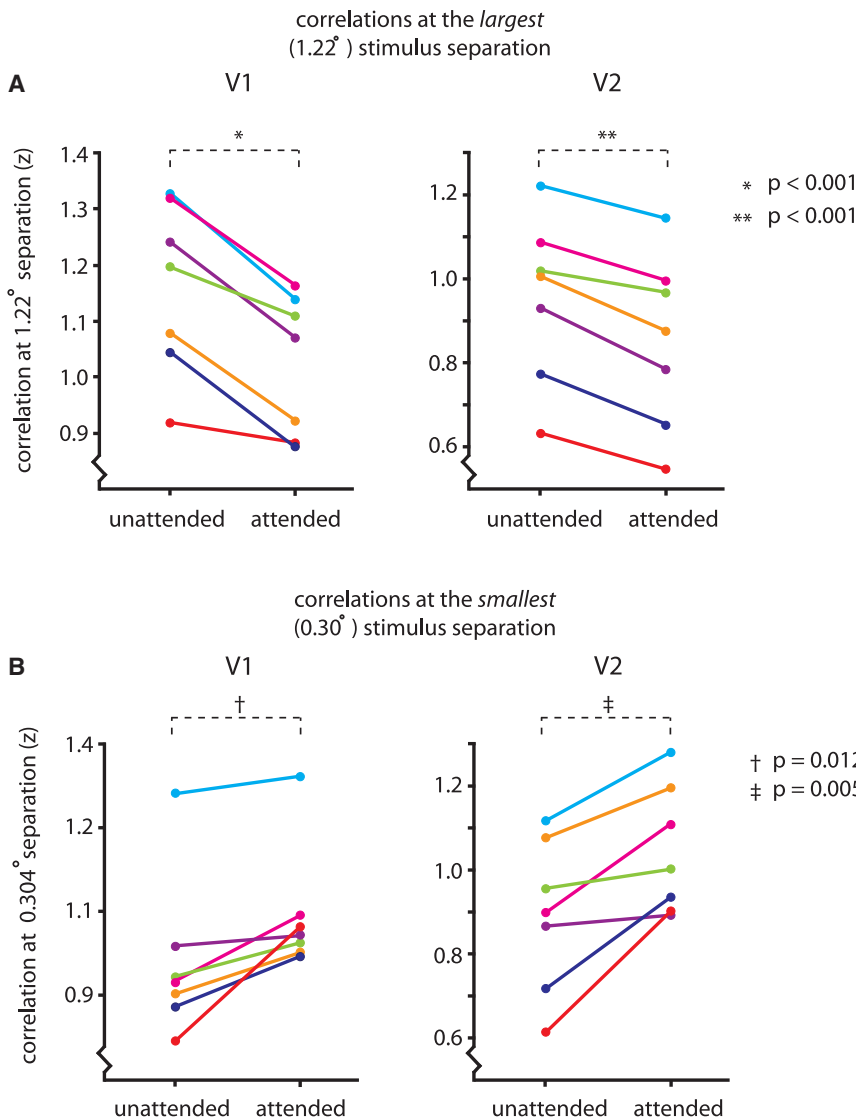 correlations at the largest
(1.22°) stimulus separation
A
V1
V2
correlation at 1.22° separation (z)
1.4
1.3
1.2
1.1
1.0
0.9
*
unattended
attended
1.2
1.0
0.8
0.6
**
unattended
attended
* p < 0.001
** p < 0.001
correlations at the smallest
(0.30°) stimulus separation
B
V1
V2
correlation at 0.304° separation (z)
1.4
1.2
1.1
0.9
†
unattended
attended
1.2
1.0
0.8
0.6
‡
unattended
attended
† p = 0.012
‡ p = 0.005